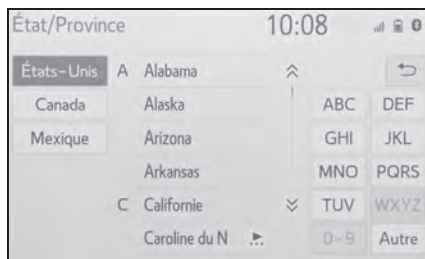 État/Province 10:08
États-Unis A Alabama
Canada Alaska ABC DEF
Mexique Arizona GHI JKL
Arkansas MNO PQRS
C Californie TUV WXYZ
Caroline du N 0-9 Autre